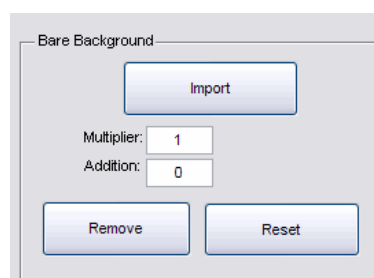 Bare Background
Import
Multiplier: 1
Addition: 0
Remove Reset